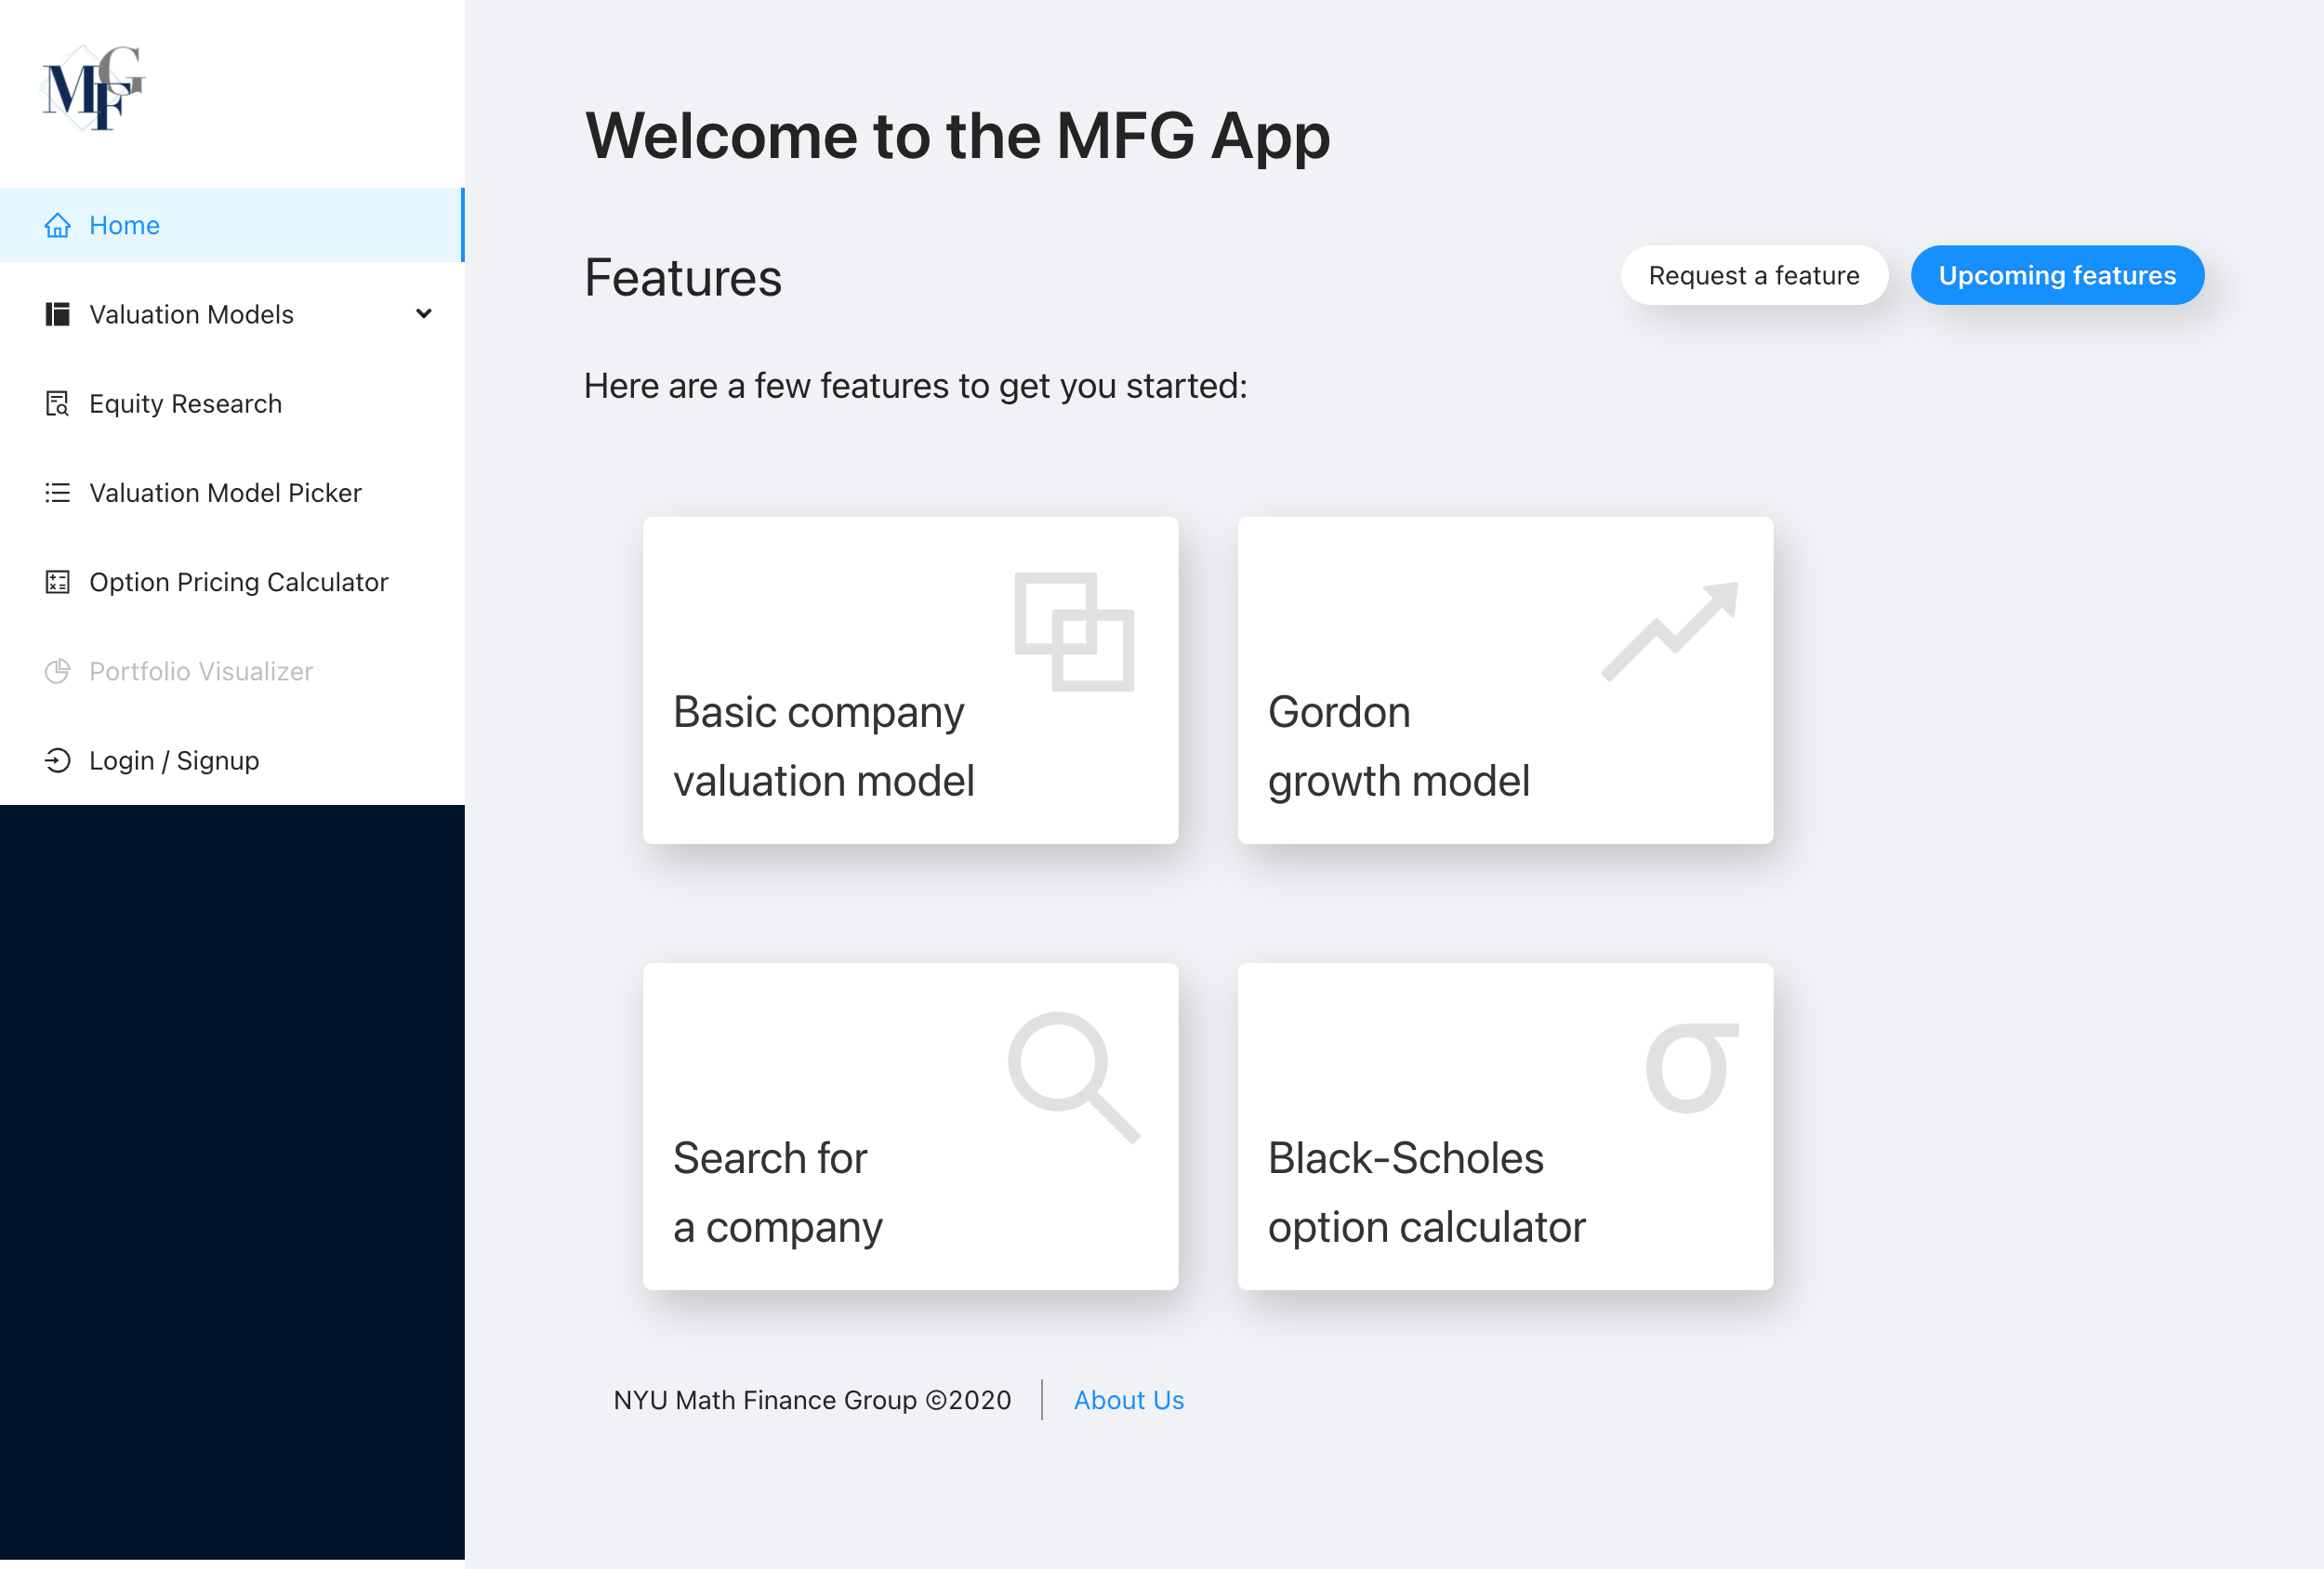 MFG
Home
Valuation Models
Equity Research
Valuation Model Picker
Option Pricing Calculator
Portfolio Visualizer
Login / Signup
Welcome to the MFG App
Features
Request a feature
Upcoming features
Here are a few features to get you started:
Basic company
valuation model
Gordon
growth model
Search for
a company
σ
Black-Scholes
option calculator
NYU Math Finance Group ©2020
About Us